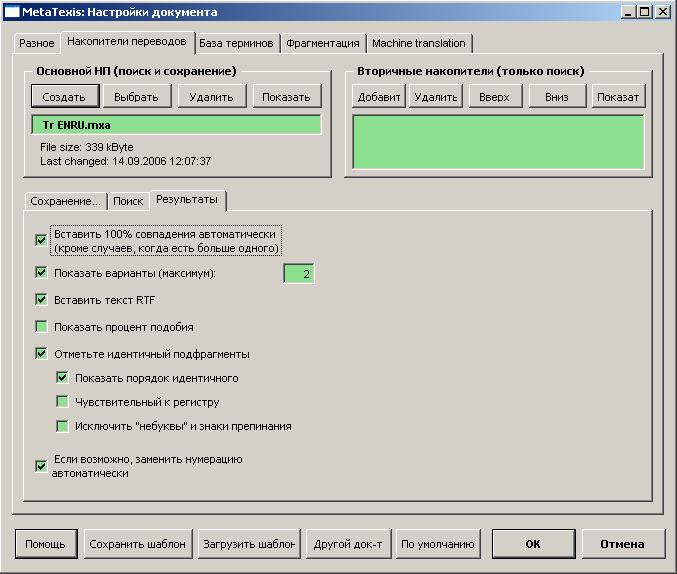 MetaTexis: Настройки документа
Разное
Накопители переводов
База терминов
Фрагментация
Machine translation
Основной НП (поиск и сохранение)
Создать
Выбрать
Удалить
Показать
Tr ENRU.mxa
File size: 339 kByte
Last changed: 14.09.2006 12:07:37
Вторичные накопители (только поиск)
Добавит
Удалить
Вверх
Вниз
Показат
Сохранение...
Поиск
Результаты
Вставить 100% совпадения автоматически
(кроме случаев, когда есть больше одного)
Показать варианты (максимум):
2
Вставить текст RTF
Показать процент подобия
Отметьте идентичный подфрагменты
Показать порядок идентичного
Чувствительный к регистру
Исключить "небуквы" и знаки препинания
Если возможно, заменить нумерацию
автоматически
Помощь
Сохранить шаблон
Загрузить шаблон
Другой док-т
По умолчанию
ОК
Отмена